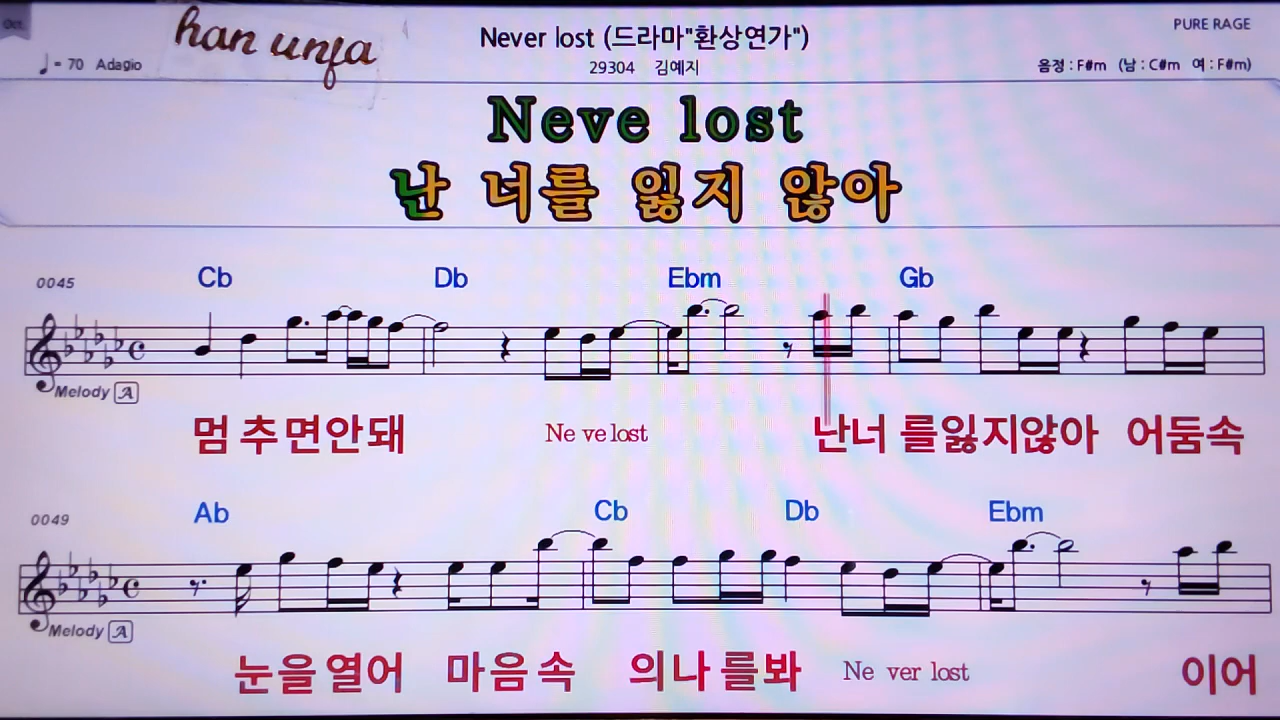 Oct.
han unfa
Never lost (드라마"환상연가")
PURE RAGE
♩= 70 Adagio
29304 김예지
음정 : F#m (남 : C#m 여 : F#m)
Neve lost
난 너를 잃지 않아
0045 Cb Db Ebm Gb
Melody A
멈추면안돼 Ne ve lost 난너 를잃지않아 어둠속
0049 Ab Cb Db Ebm
Melody A
눈을열어 마음속 의나를봐 Ne ver lost 이어